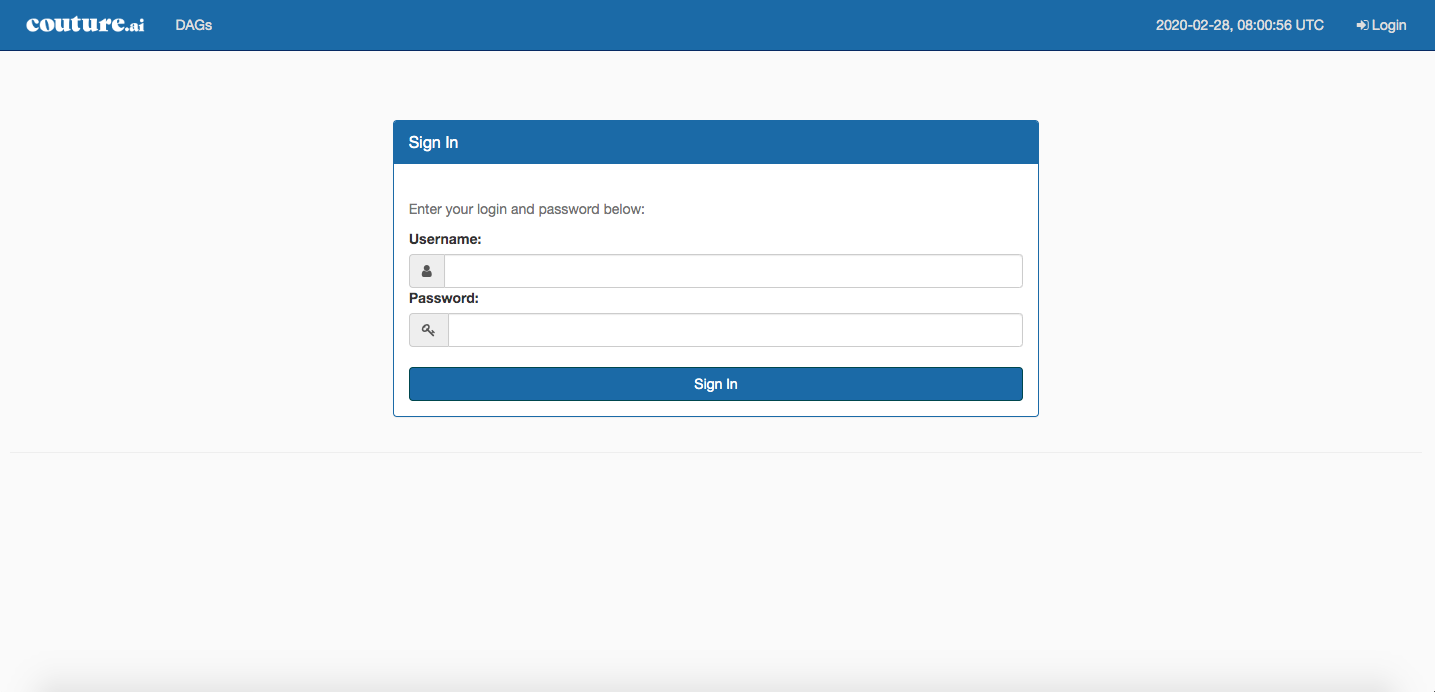 couture.ai DAGs 2020-02-28, 08:00:56 UTC Login
Sign In
Enter your login and password below:
Username:
Password:
Sign In